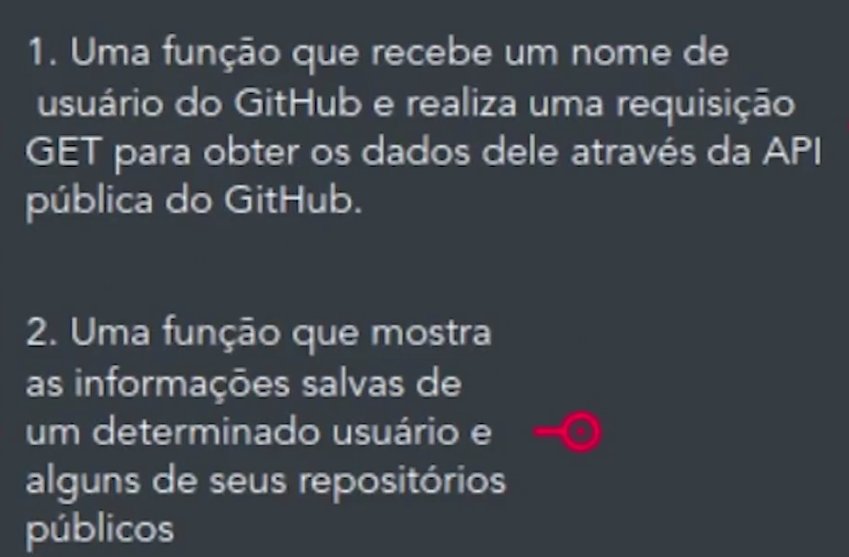 1. Uma função que recebe um nome de
usuário do GitHub e realiza uma requisição
GET para obter os dados dele através da API
pública do GitHub.
2. Uma função que mostra
as informações salvas de
um determinado usuário e
alguns de seus repositórios
públicos